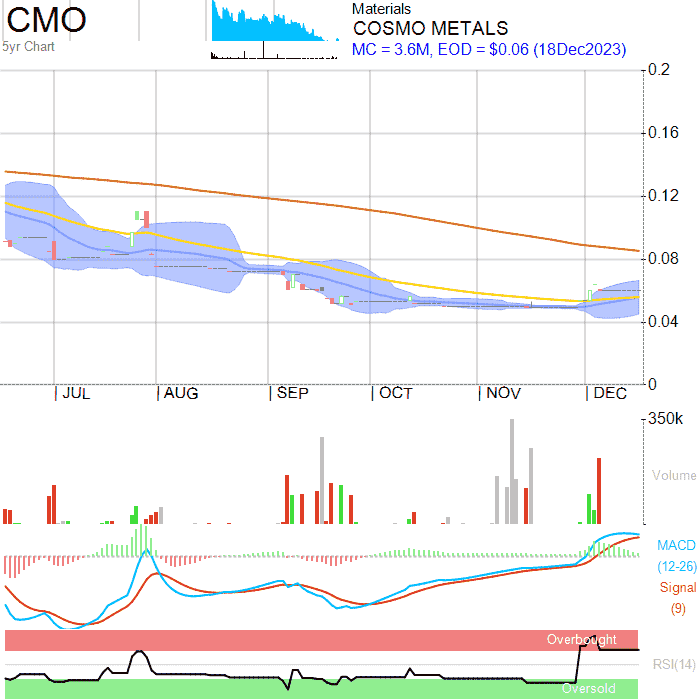 CMO
5yr Chart
Materials
COSMO METALS
MC = 3.6M, EOD = $0.06 (18Dec2023)
0.2
0.16
0.12
0.08
0.04
0
JUL AUG SEP OCT NOV DEC
350k
Volume
MACD
(12-26)
Signal
(9)
Overbought
RSI(14)
Oversold